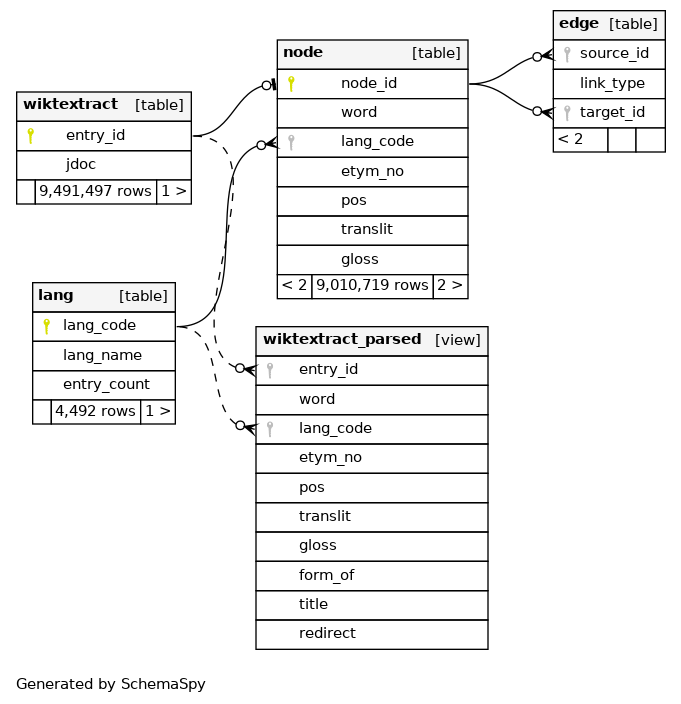 edge [table]
source_id
link_type
target_id
< 2
node [table]
node_id
word
lang_code
etym_no
pos
translit
gloss
< 2 9,010,719 rows 2 >
wiktextract [table]
entry_id
jdoc
9,491,497 rows 1 >
lang [table]
lang_code
lang_name
entry_count
4,492 rows 1 >
wiktextract_parsed [view]
entry_id
word
lang_code
etym_no
pos
translit
gloss
form_of
title
redirect
Generated by SchemaSpy